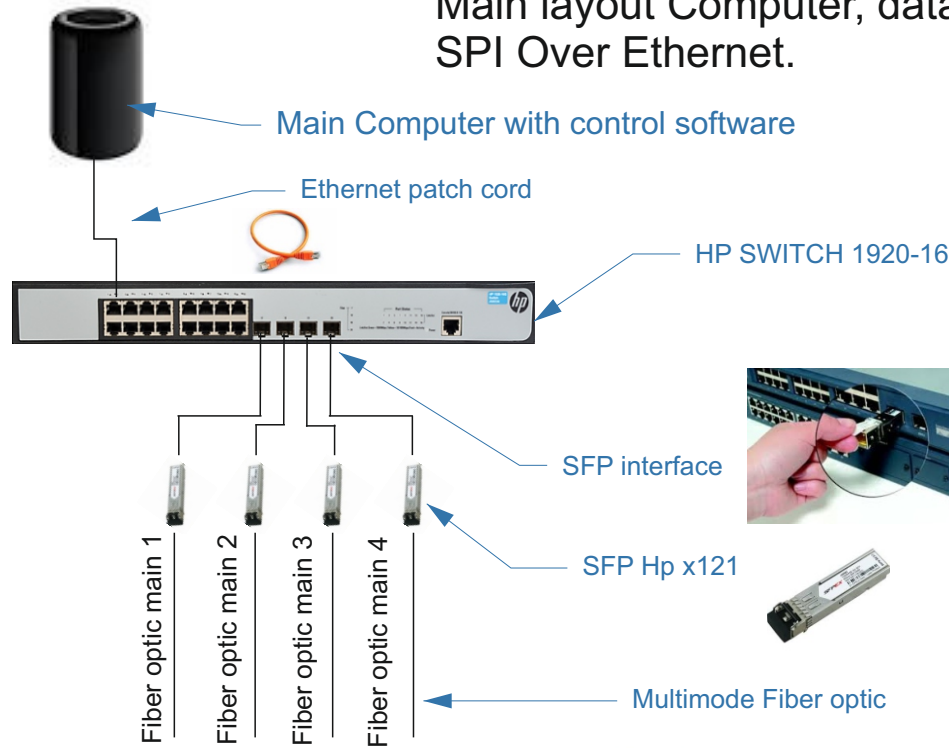 Main layout Computer, data
SPI Over Ethernet.
Main Computer with control software
Ethernet patch cord
HP SWITCH 1920-16
hp
SFP interface
SFP Hp x121
Fiber optic main 1
Fiber optic main 2
Fiber optic main 3
Fiber optic main 4
Multimode Fiber optic